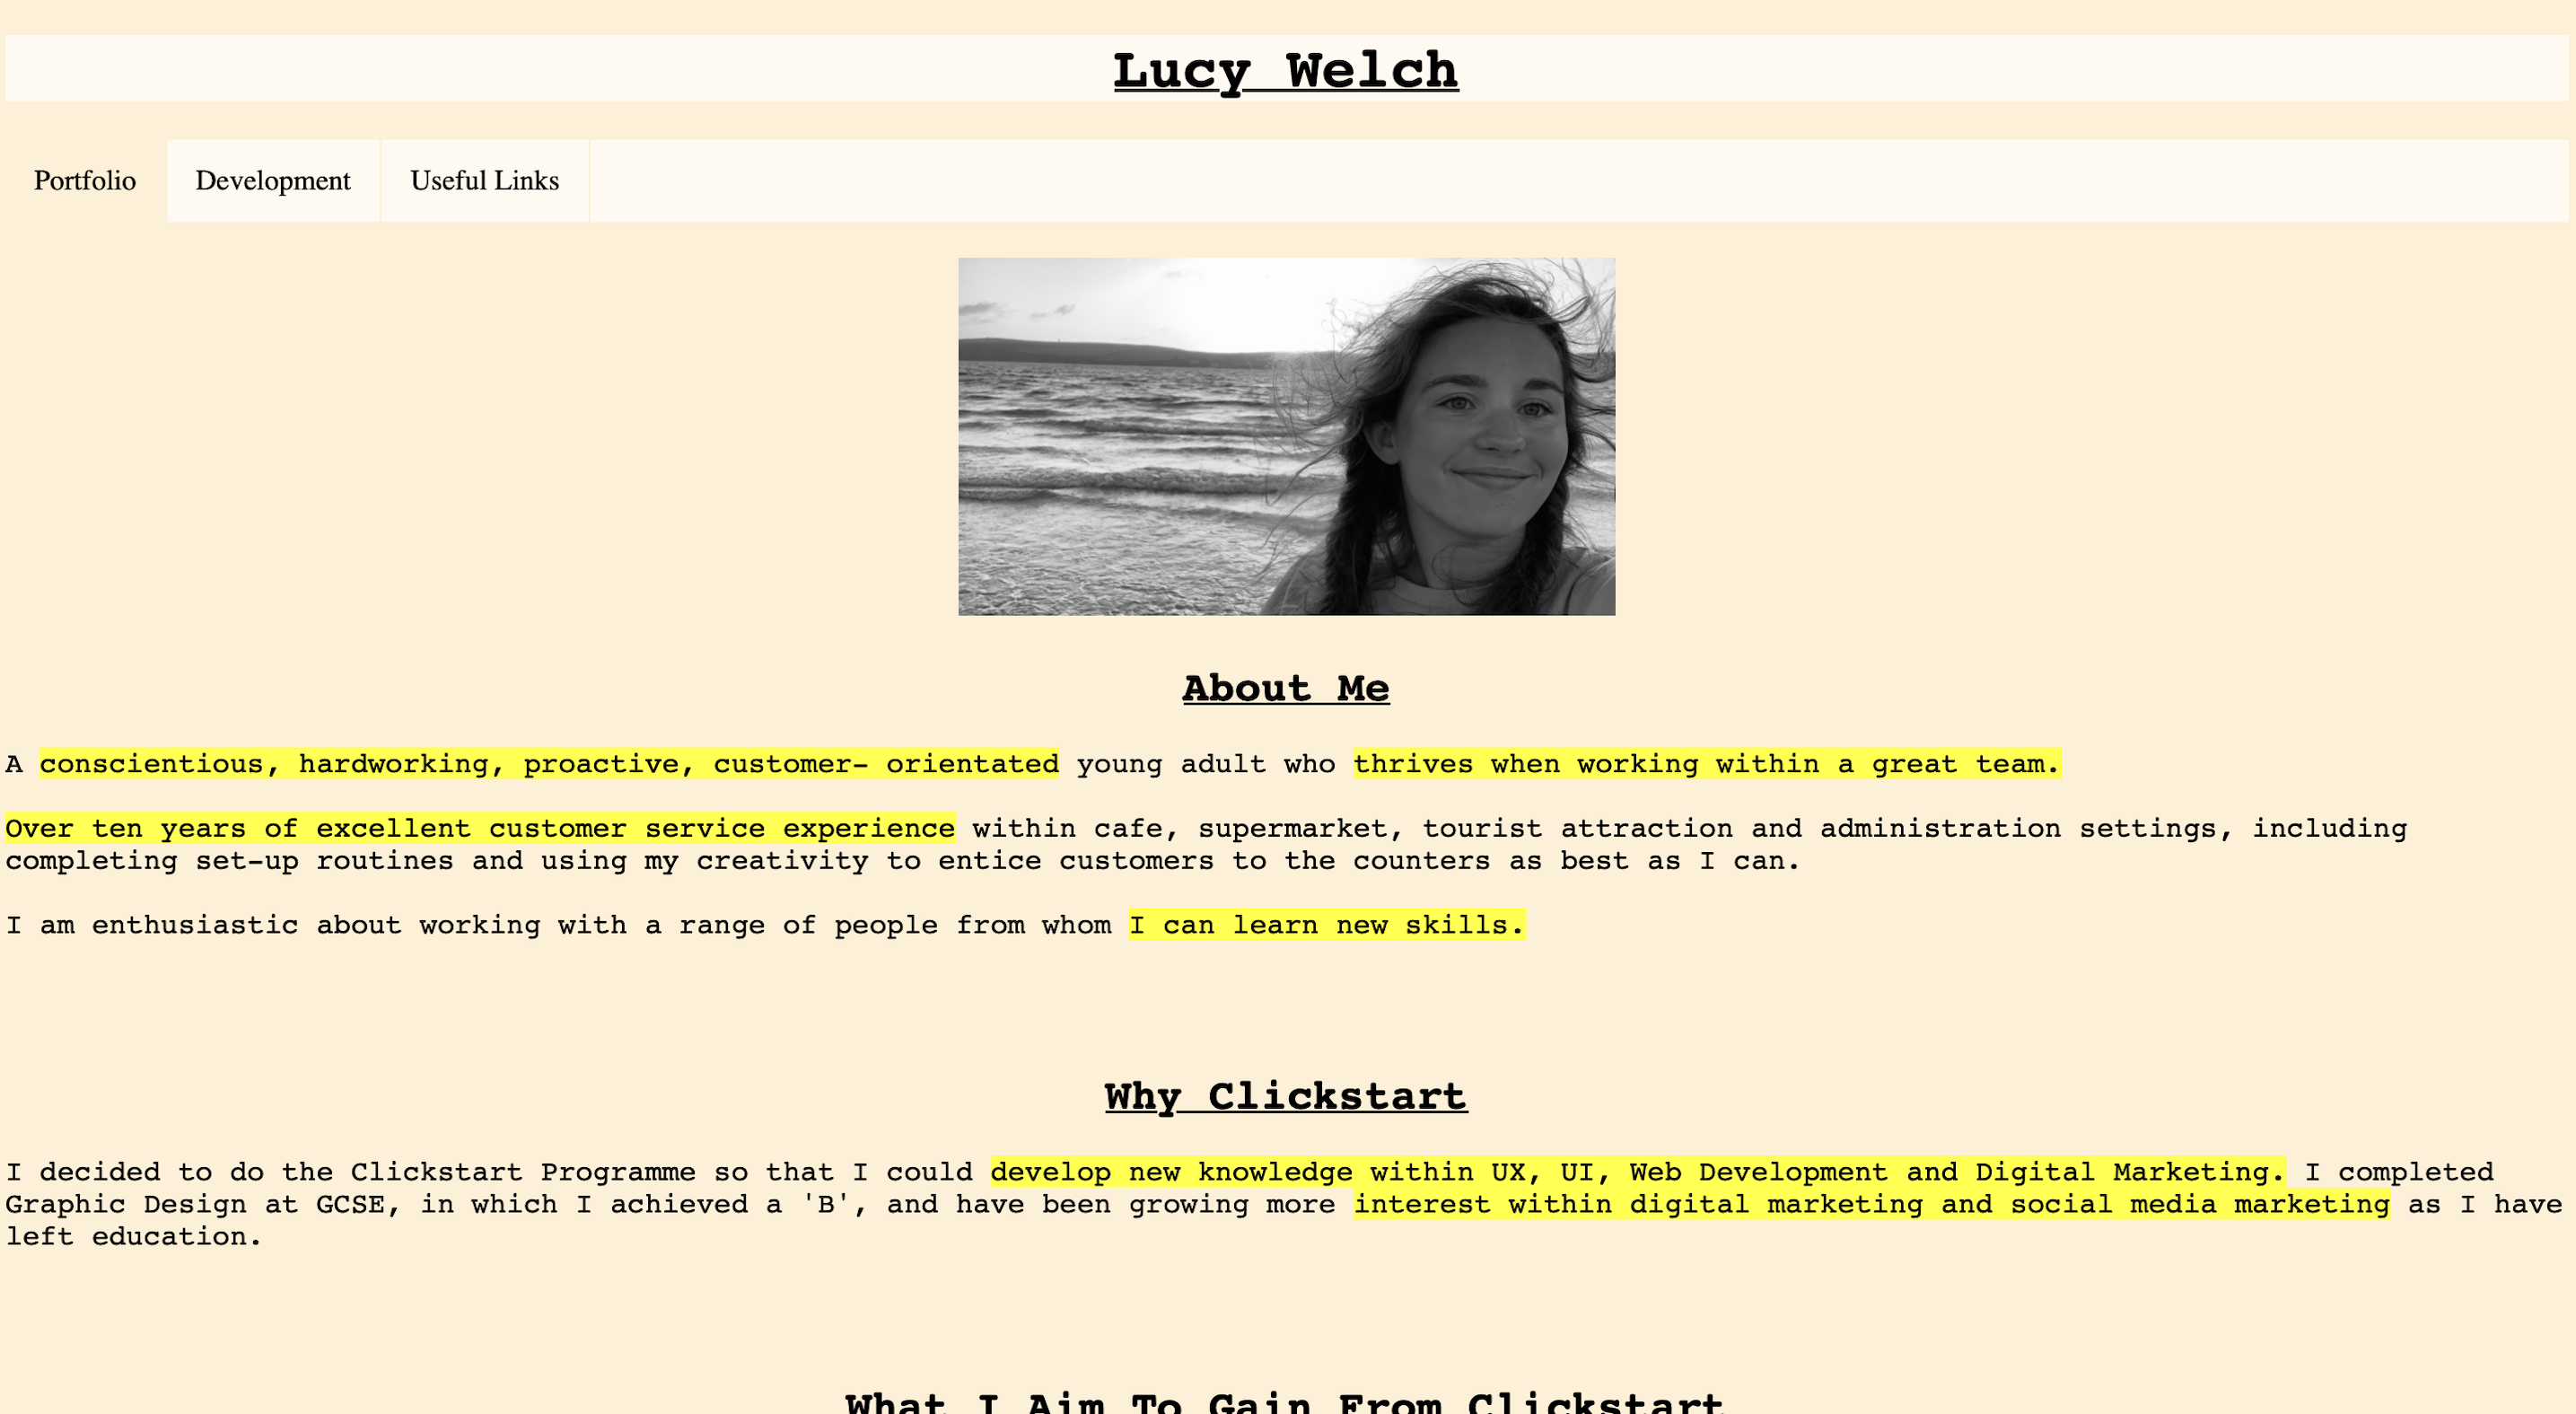 Lucy Welch
Portfolio
Development
Useful Links
About Me
A conscientious, hardworking, proactive, customer- orientated young adult who thrives when working within a great team.
Over ten years of excellent customer service experience within cafe, supermarket, tourist attraction and administration settings, including
completing set-up routines and using my creativity to entice customers to the counters as best as I can.
I am enthusiastic about working with a range of people from whom I can learn new skills.
Why Clickstart
I decided to do the Clickstart Programme so that I could develop new knowledge within UX, UI, Web Development and Digital Marketing. I completed
Graphic Design at GCSE, in which I achieved a 'B', and have been growing more interest within digital marketing and social media marketing as I have
left education.
What I Aim To Gain From Clickstart